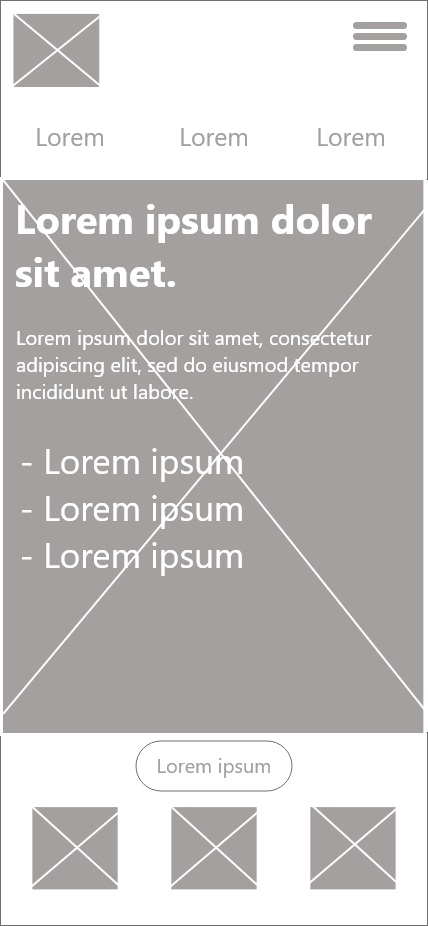 Lorem Lorem Lorem
Lorem ipsum dolor
sit amet.
Lorem ipsum dolor sit amet, consectetur
adipiscing elit, sed do eiusmod tempor
incididunt ut labore.
- Lorem ipsum
- Lorem ipsum
- Lorem ipsum
Lorem ipsum